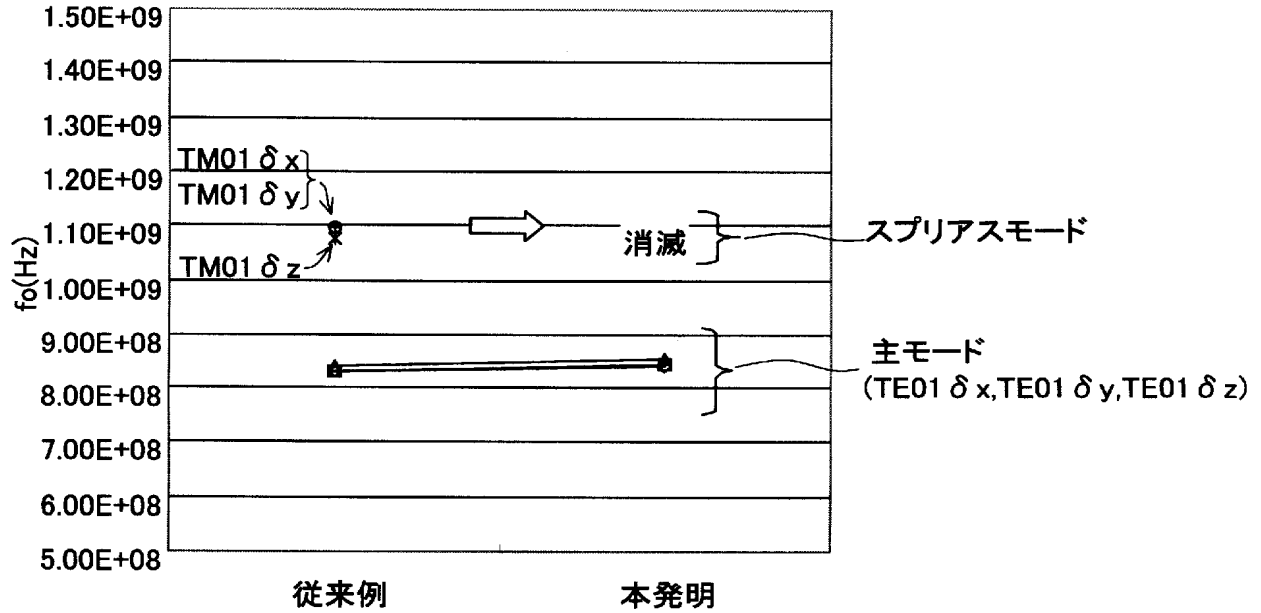 1.50E+09
1.40E+09
1.30E+09
1.20E+09
1.10E+09
1.00E+09
9.00E+08
8.00E+08
7.00E+08
6.00E+08
5.00E+08
fo(Hz)
TM01 δ x
TM01 δ y
TM01 δ z
消滅
スプリアスモード
主モード
(TE01 δ x,TE01 δ y,TE01 δ z)
従来例
本発明